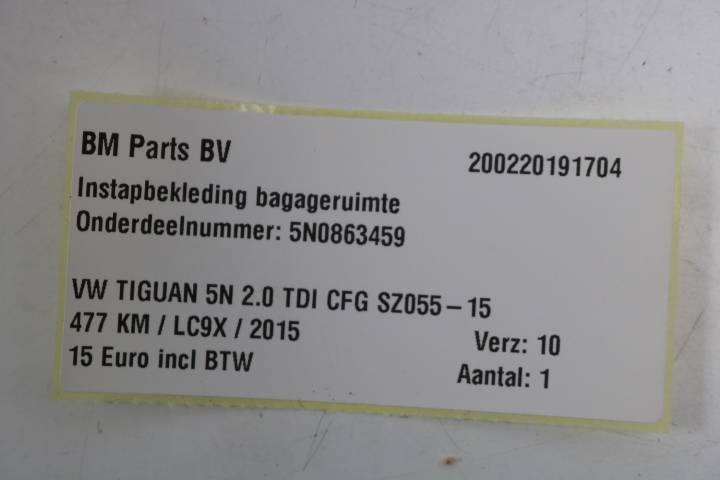 BM Parts BV 200220191704
Instapbekleding bagageruimte
Onderdeelnummer: 5N0863459
VW TIGUAN 5N 2.0 TDI CFG SZ055-15
477 KM / LC9X / 2015 Verz: 10
15 Euro incl BTW Aantal: 1